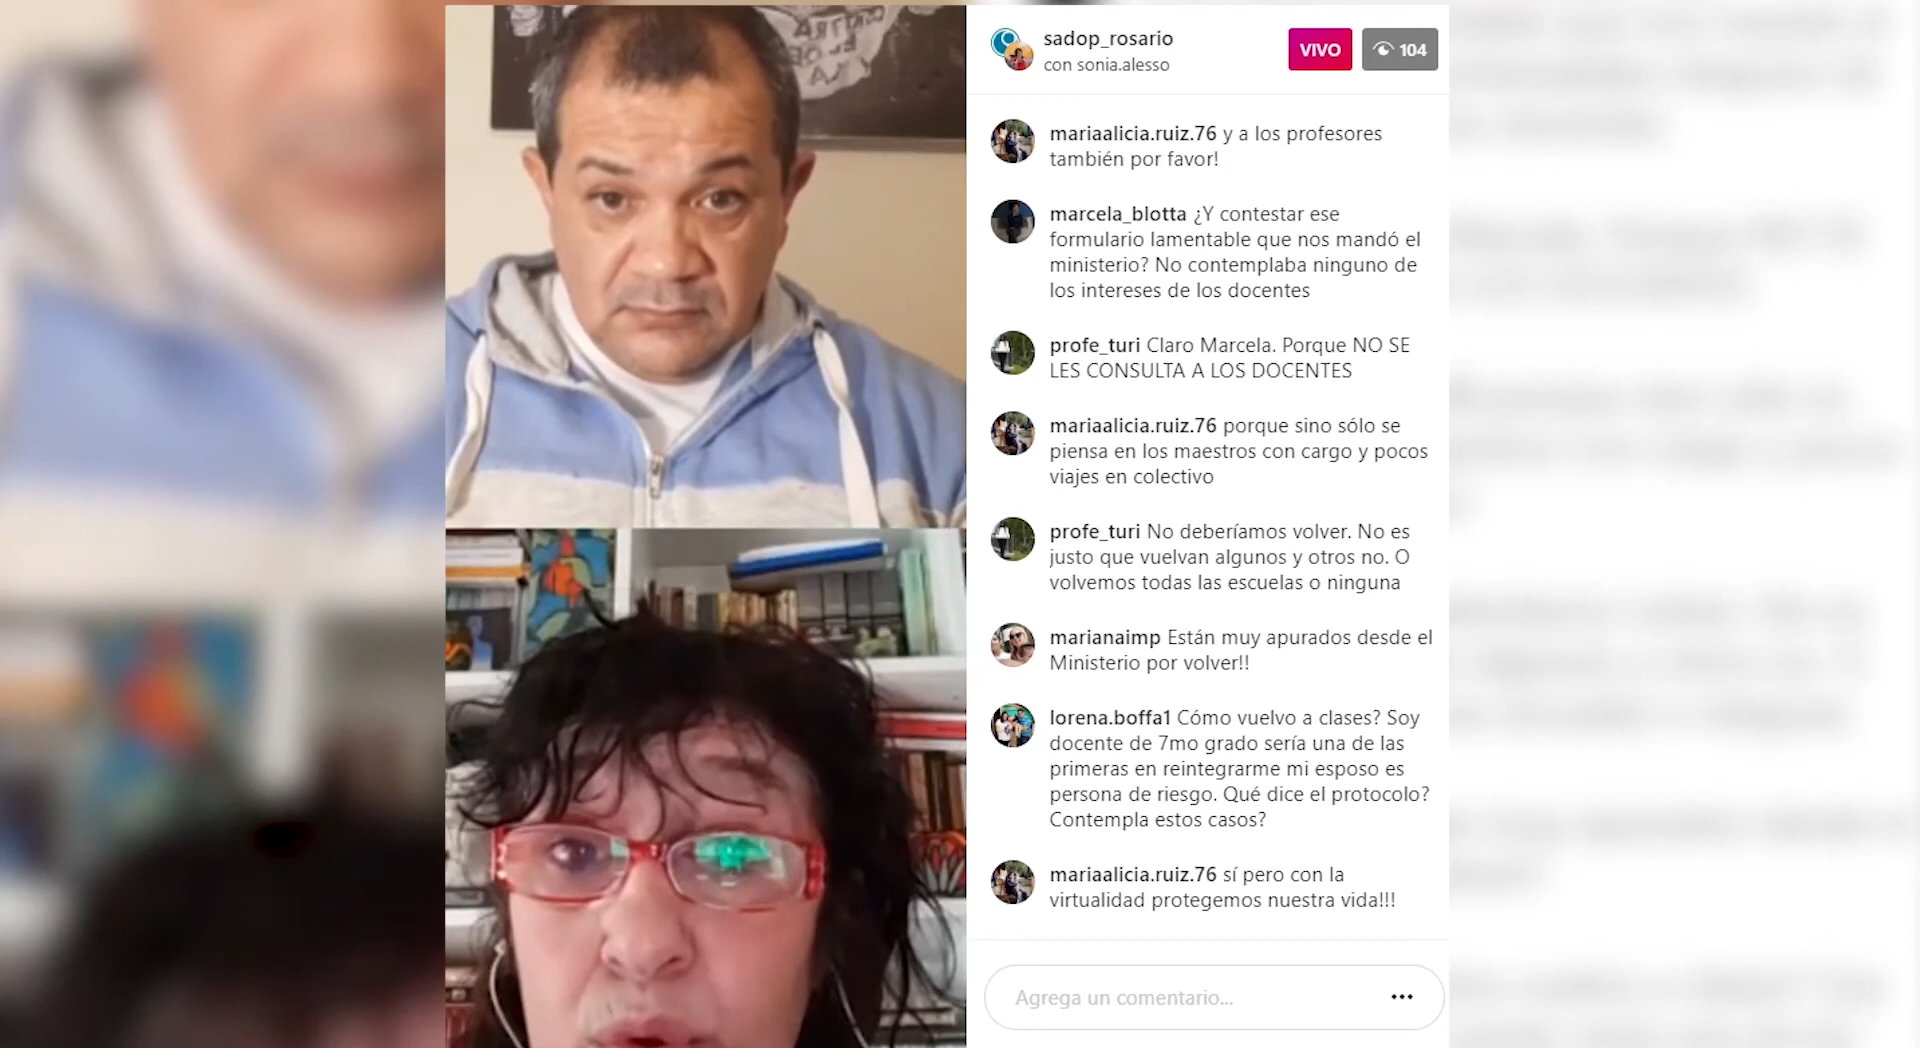 sadop_rosario
con sonia.alesso
VIVO
104
mariaalicia.ruiz.76 y a los profesores
también por favor!
marcela_blotta ¿Y contestar ese
formulario lamentable que nos mandó el
ministerio? No contemplaba ninguno de
los intereses de los docentes
profe_turi Claro Marcela. Porque NO SE
LES CONSULTA A LOS DOCENTES
mariaalicia.ruiz.76 porque sino sólo se
piensa en los maestros con cargo y pocos
viajes en colectivo
profe_turi No deberíamos volver. No es
justo que vuelvan algunos y otros no. O
volvemos todas las escuelas o ninguna
marianaimp Están muy apurados desde el
Ministerio por volver!!
lorena.boffa1 Cómo vuelvo a clases? Soy
docente de 7mo grado sería una de las
primeras en reintegrarme mi esposo es
persona de riesgo. Qué dice el protocolo?
Contempla estos casos?
mariaalicia.ruiz.76 sí pero con la
virtualidad protegemos nuestra vida!!!
Agrega un comentario...